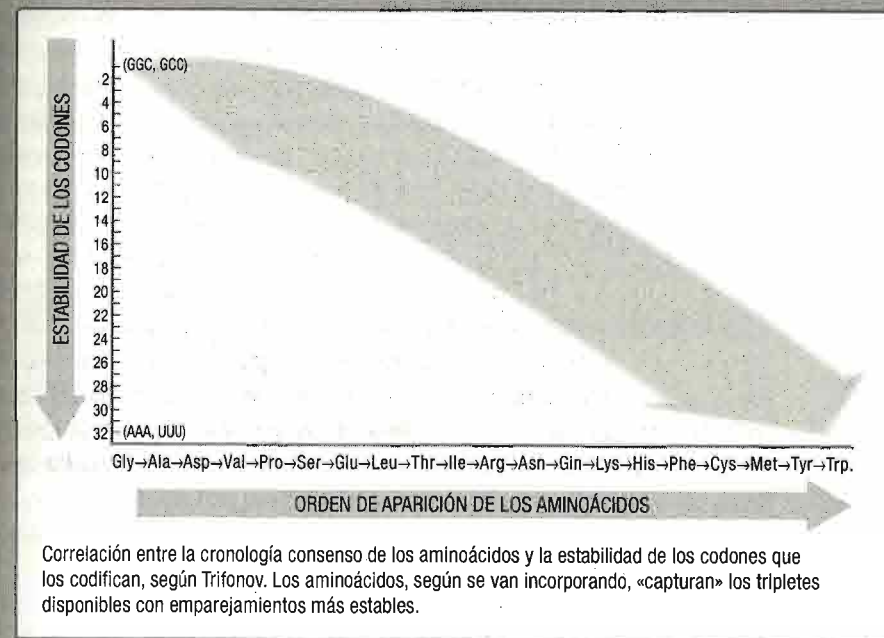 ESTABILIDAD DE LOS CODONES
(GGC, GCC)
2
4
6
8
10
12
14
16
18
20
22
24
26
28
30
32
(AAA, UUU)
Gly→Ala→Asp→Val→Pro→Ser→Glu→Leu→Thr→Ile→Arg→Asn→Gin→Lys→His→Phe→Cys→Met→Tyr→Trp.
ORDEN DE APARICIÓN DE LOS AMINOÁCIDOS
Correlación entre la cronología consenso de los aminoácidos y la estabilidad de los codones que
los codifican, según Trifonov. Los aminoácidos, según se van incorporando, «capturan» los tripletes
disponibles con emparejamientos más estables.